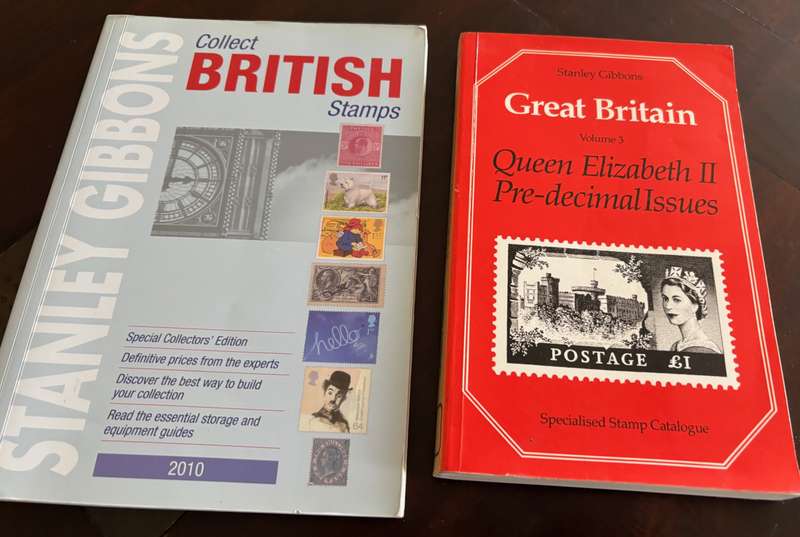 STANLEY GIBBONS
Collect
BRITISH
Stamps
hello
1st
64
Special Collectors' Edition
Definitive prices from the experts
Discover the best way to build
your collection
Read the essential storage and
equipment guides
2010
Stanley Gibbons
Great Britain
Volume 3
Queen Elizabeth II
Pre-decimal Issues
POSTAGE £1
Specialised Stamp Catalogue